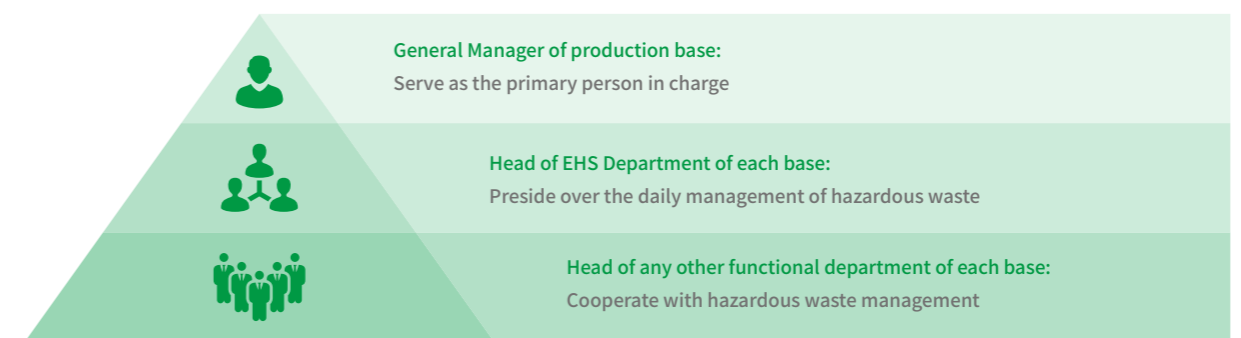 General Manager of production base:
Serve as the primary person in charge
Head of EHS Department of each base:
Preside over the daily management of hazardous waste
Head of any other functional department of each base:
Cooperate with hazardous waste management